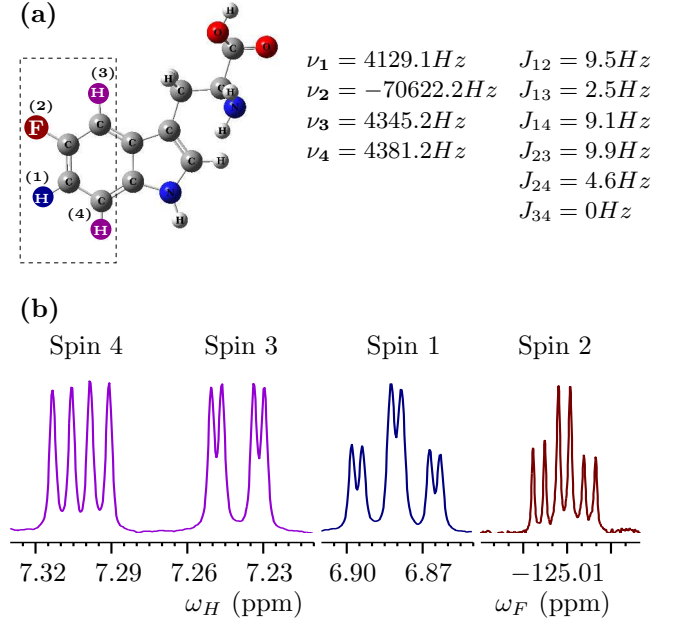 (a)
(3)
(2)
(1)
(4)
H
F
H
H
C
C
C
C
C
C
C
C
C
C
C
N
N
H
H
H
H
H
H
O
O
ν₁ = 4129.1Hz J₁₂ = 9.5Hz
ν₂ = −70622.2Hz J₁₃ = 2.5Hz
ν₃ = 4345.2Hz J₁₄ = 9.1Hz
ν₄ = 4381.2Hz J₂₃ = 9.9Hz
J₂₄ = 4.6Hz
J₃₄ = 0Hz
(b)
Spin 4 Spin 3 Spin 1 Spin 2
7.32 7.29 7.26 7.23 6.90 6.87 −125.01
ω_H (ppm) ω_F (ppm)